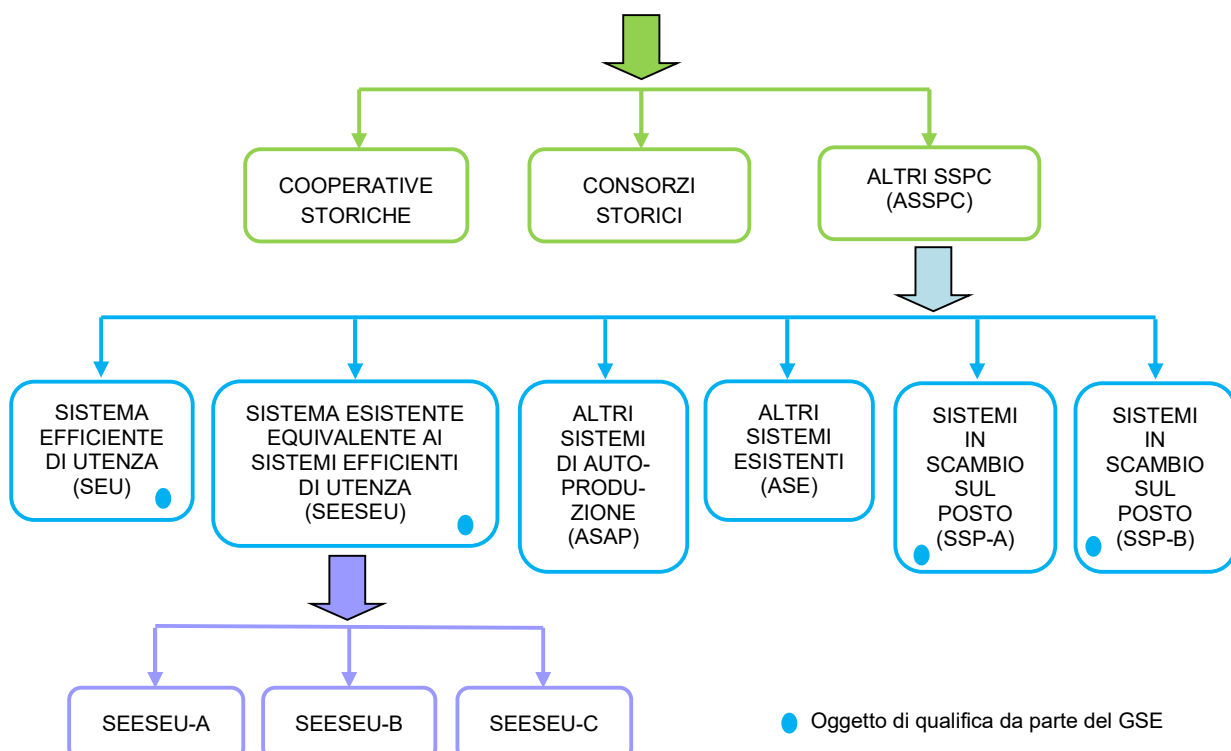 COOPERATIVE
STORICHE
CONSORZI
STORICI
ALTRI SSPC
(ASSPC)
SISTEMA
EFFICIENTE
DI UTENZA
(SEU)
SISTEMA ESISTENTE
EQUIVALENTE AI
SISTEMI EFFICIENTI
DI UTENZA
(SEESEU)
ALTRI
SISTEMI
DI AUTO-
PRODU-
ZIONE
(ASAP)
ALTRI
SISTEMI
ESISTENTI
(ASE)
SISTEMI
IN
SCAMBIO
SUL
POSTO
(SSP-A)
SISTEMI
IN
SCAMBIO
SUL
POSTO
(SSP-B)
SEESEU-A
SEESEU-B
SEESEU-C
Oggetto di qualifica da parte del GSE